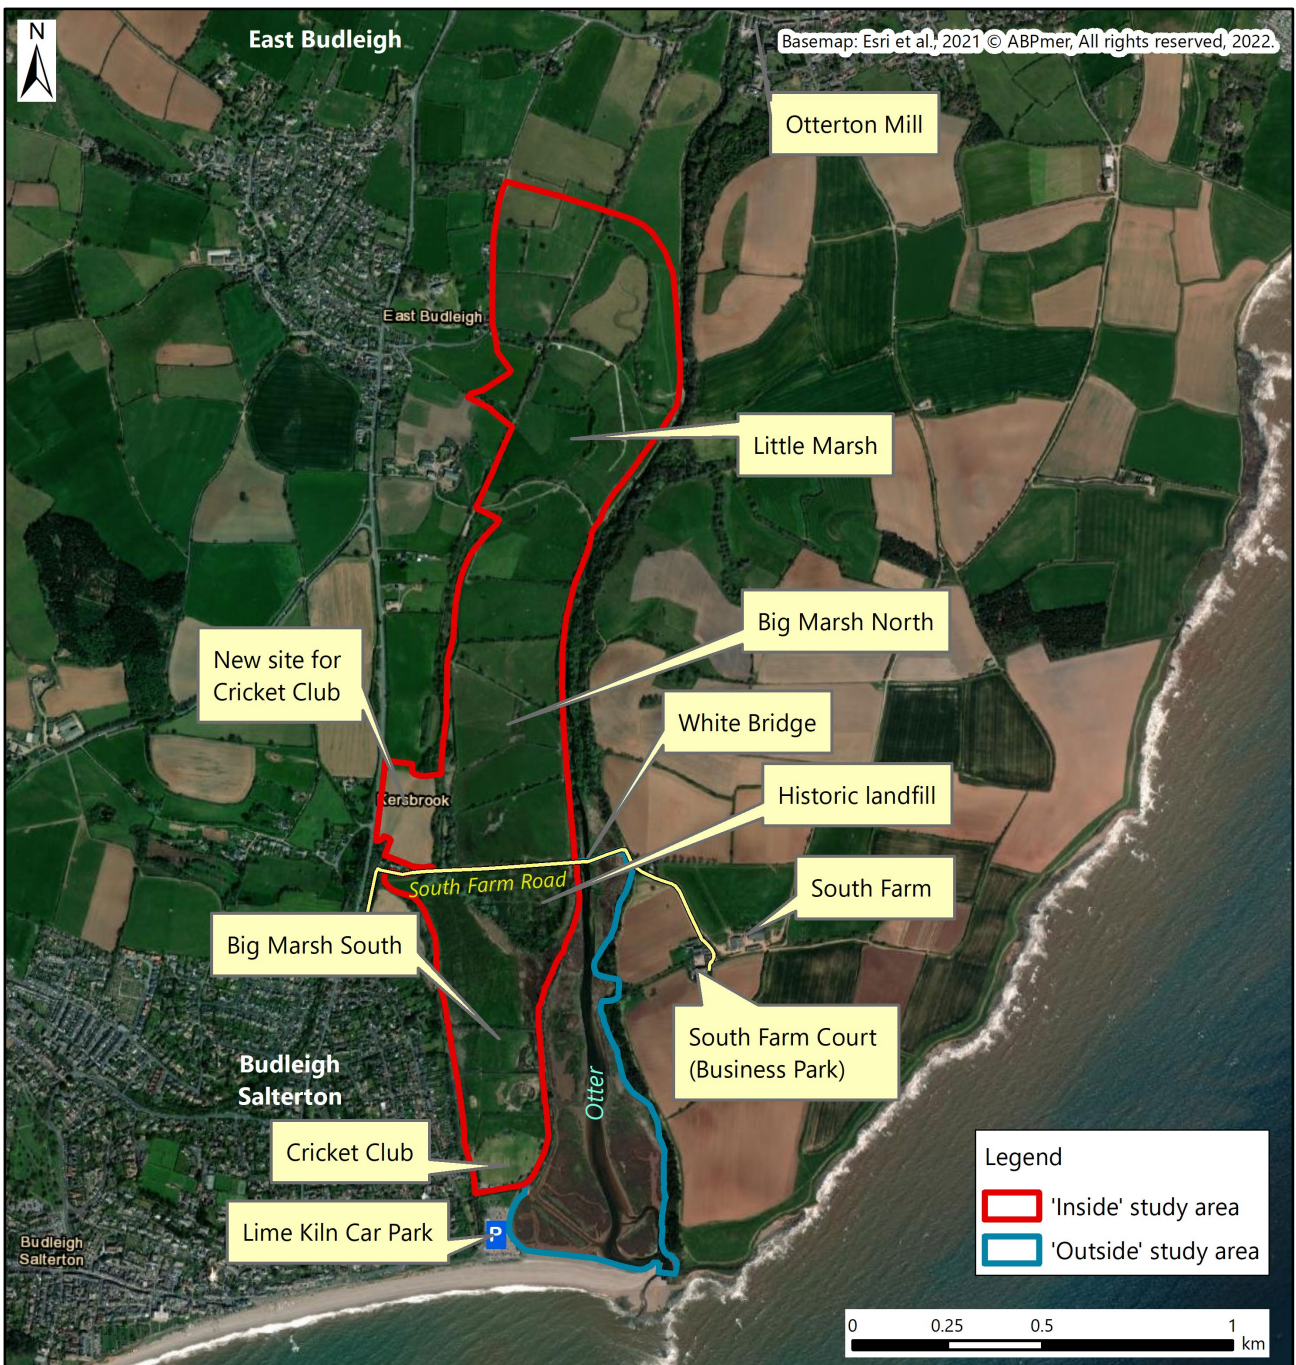 N
East Budleigh
Basemap: Esri et al., 2021 © ABPmer, All rights reserved, 2022.
Otterton Mill
East Budleigh
Little Marsh
Big Marsh North
New site for
Cricket Club
White Bridge
Historic landfill
Kersbrook
South Farm Road
South Farm
Big Marsh South
South Farm Court
(Business Park)
Budleigh
Salterton
Otter
Cricket Club
Lime Kiln Car Park
P
Budleigh
Salterton
Legend
'Inside' study area
'Outside' study area
0 0.25 0.5 1
km